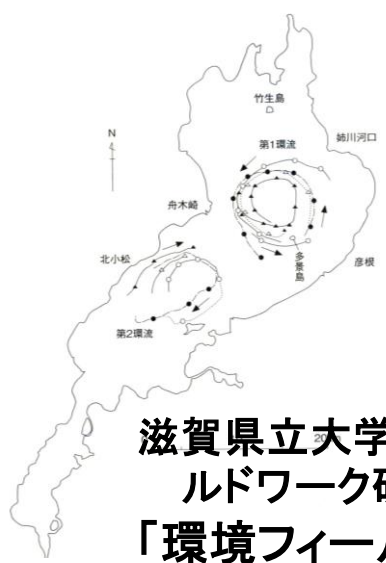 竹生島
N
第1環流
姉川河口
舟木崎
北小松
多景島
彦根
第2環流
滋賀県立大学
ルドワーク研
「環境フィール